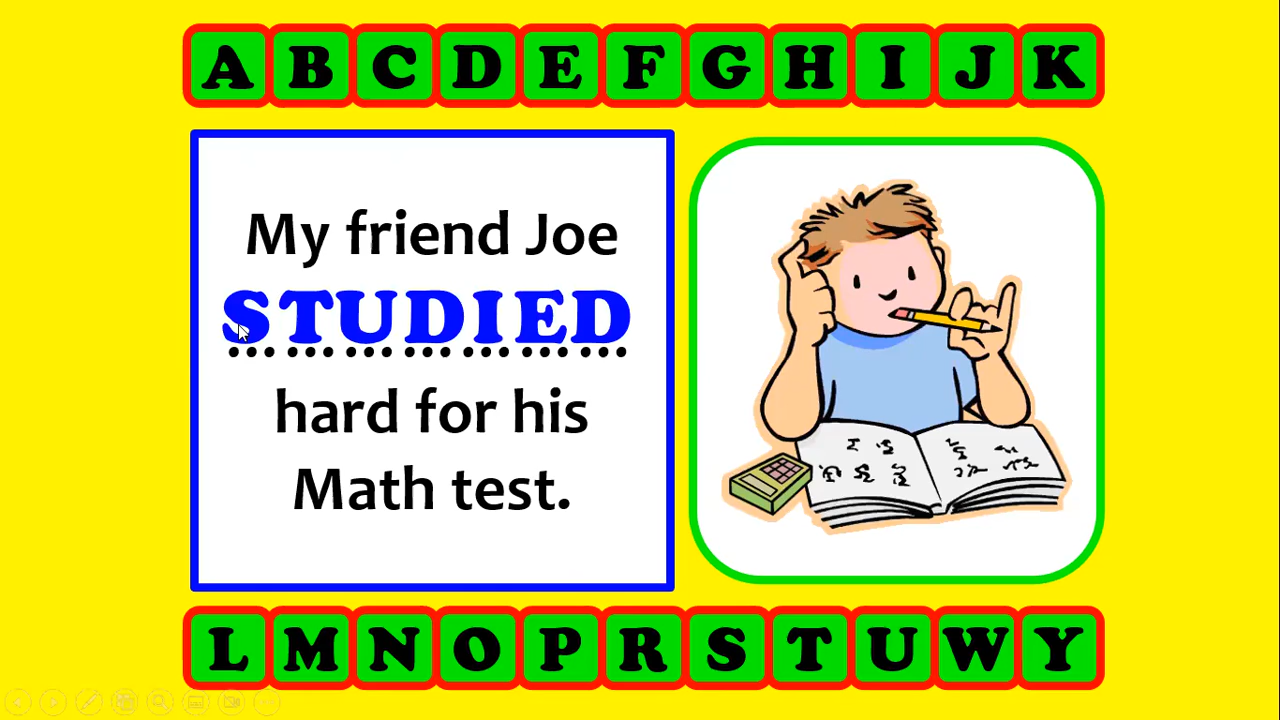 A B C D E F G H I J K
My friend Joe
STUDIED
hard for his
Math test.
L M N O P R S T U W Y